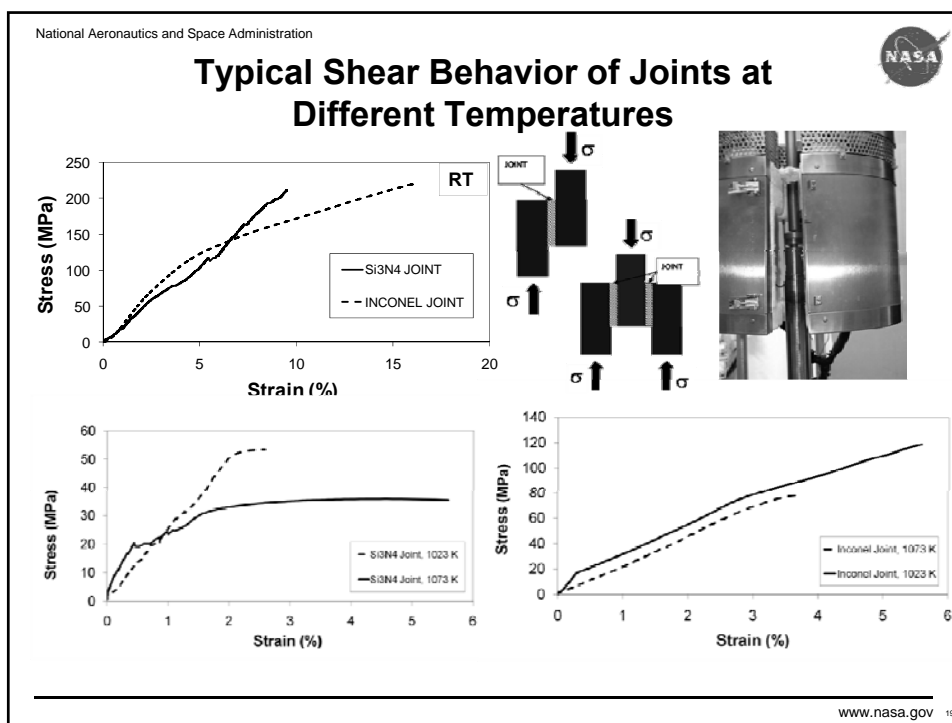 National Aeronautics and Space Administration
NASA
Typical Shear Behavior of Joints at
Different Temperatures
250
200
150
100
50
0
Stress (MPa)
RT
Si3N4 JOINT
INCONEL JOINT
0 5 10 15 20
Strain (%)
JOINT
σ
σ
σ
JOINT
σ
σ
60
50
40
30
20
10
0
Stress (MPa)
Si3N4 Joint, 1023 K
Si3N4 Joint, 1073 K
0 1 2 3 4 5 6
Strain (%)
140
120
100
80
60
40
20
0
Stress (MPa)
Inconel Joint, 1073 K
Inconel Joint, 1023 K
0 1 2 3 4 5 6
Strain (%)
www.nasa.gov 19